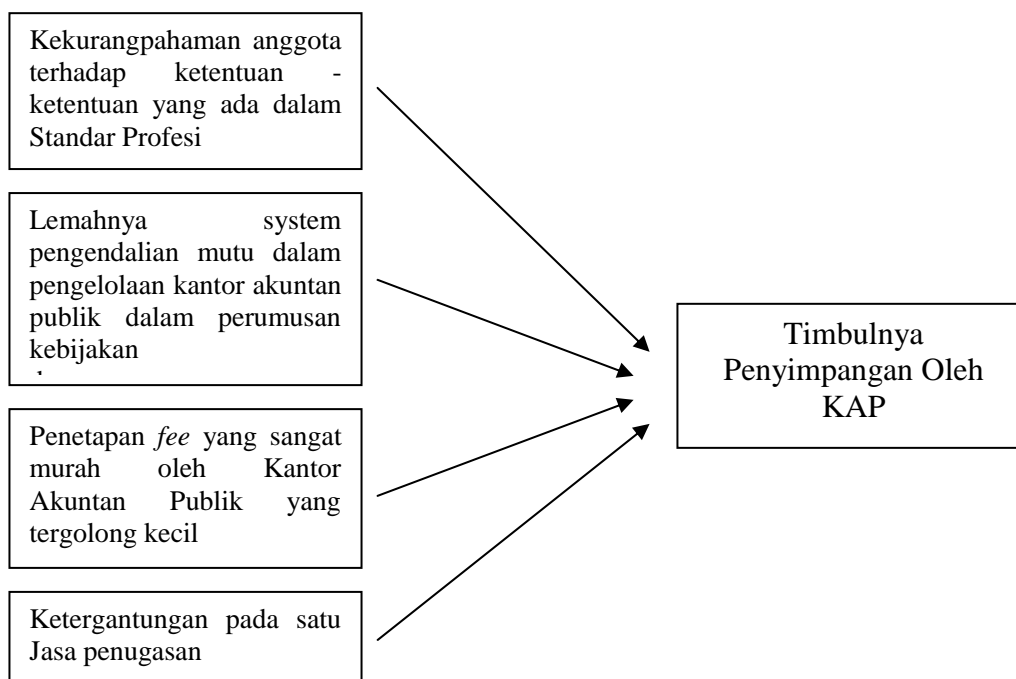 Kekurangpahaman anggota
terhadap ketentuan -
ketentuan yang ada dalam
Standar Profesi
Lemahnya system
pengendalian mutu dalam
pengelolaan kantor akuntan
publik dalam perumusan
kebijakan
Penetapan fee yang sangat
murah oleh Kantor
Akuntan Publik yang
tergolong kecil
Ketergantungan pada satu
Jasa penugasan
Timbulnya
Penyimpangan Oleh
KAP